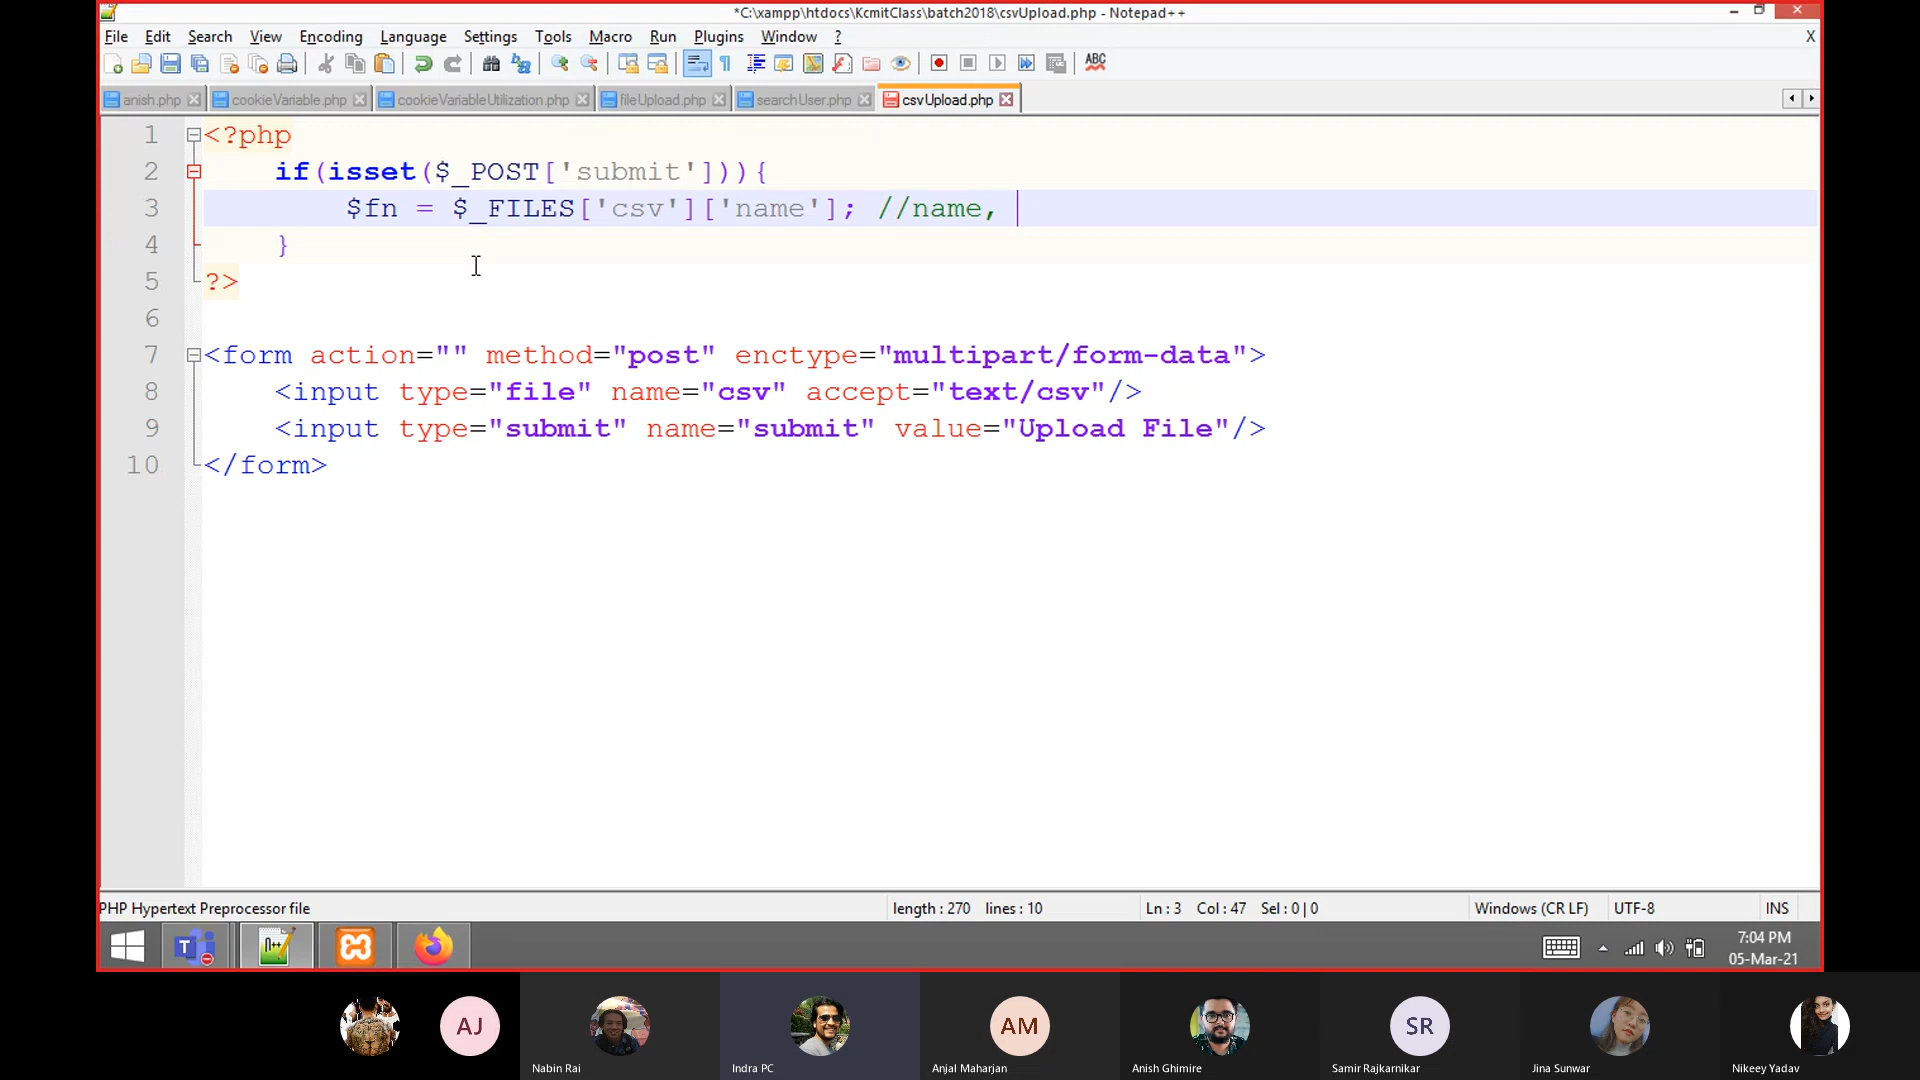 *C:\xampp\htdocs\KcmitClass\batch2018\csvUpload.php - Notepad++
File Edit Search View Encoding Language Settings Tools Macro Run Plugins Window ? X
ABC
anish.php cookieVariable.php cookieVariableUtilization.php fileUpload.php searchUser.php csvUpload.php
1 <?php
2 if(isset($_POST['submit'])){
3 $fn = $_FILES['csv']['name']; //name,
4 }
5 ?>
6
7 <form action="" method="post" enctype="multipart/form-data">
8 <input type="file" name="csv" accept="text/csv"/>
9 <input type="submit" name="submit" value="Upload File"/>
10 </form>
PHP Hypertext Preprocessor file length : 270 lines : 10 Ln : 3 Col : 47 Sel : 0 | 0 Windows (CR LF) UTF-8 INS
7:04 PM
05-Mar-21
AJ AM SR
Nabin Rai Indra PC Anjal Maharjan Anish Ghimire Samir Rajkarnikar Jina Sunwar Nikeey Yadav